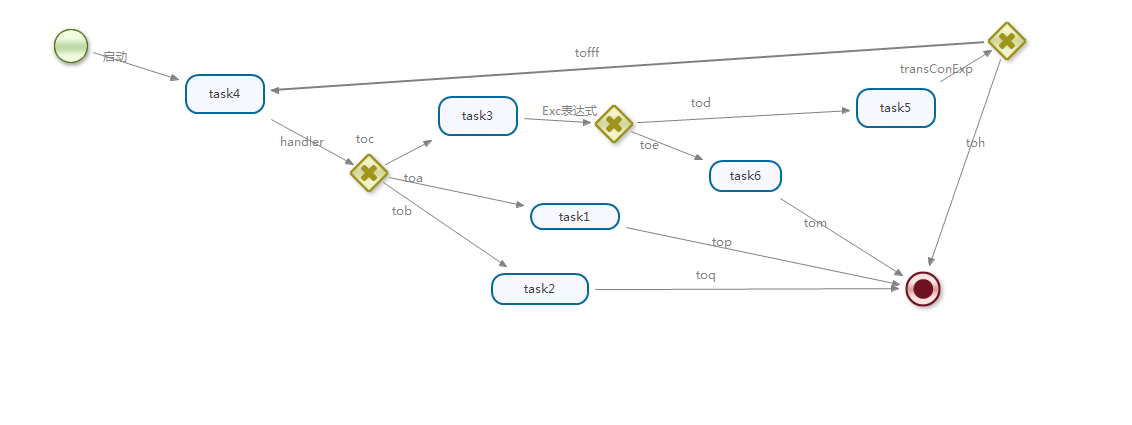 启动
tofff
transConExp
task4
task3
Exc表达式
tod
task5
handler
toc
toe
toh
toa
task6
tob
task1
tom
top
task2
toq